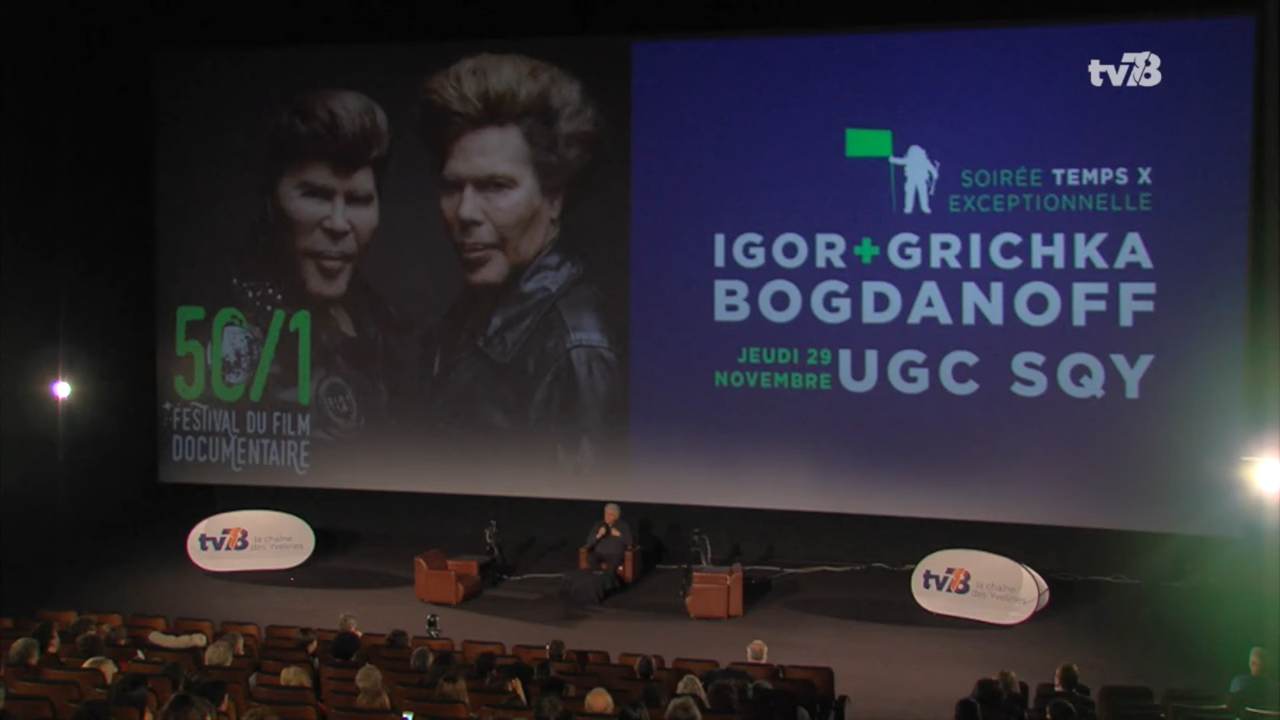 tv78
SOIRÉE TEMPS X
EXCEPTIONNELLE
IGOR+GRICHKA
BOGDANOFF
JEUDI 29
NOVEMBRE
UGC SQY
50/1
FESTIVAL DU FILM
DOCUMENTAIRE
tv78 la chaîne
des Yvelines
tv78 la chaîne
des Yvelines